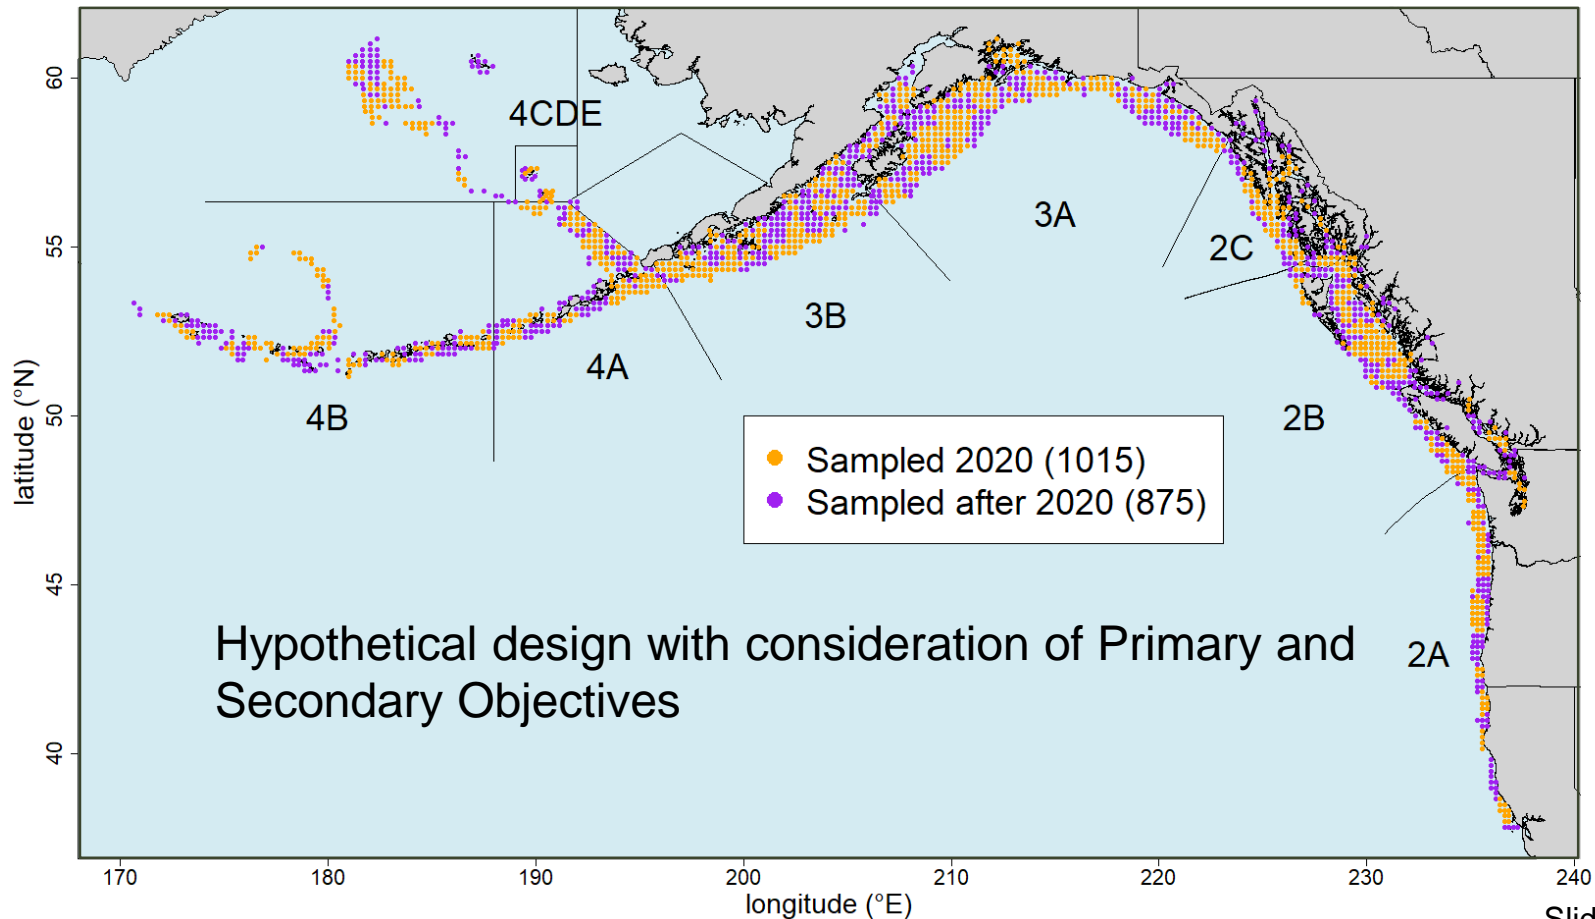 60
55
50
45
40
latitude (°N)
4CDE
3A
2C
3B
4A
4B
2B
2A
Sampled 2020 (1015)
Sampled after 2020 (875)
Hypothetical design with consideration of Primary and
Secondary Objectives
170 180 190 200 210 220 230 240
longitude (°E)
Slid